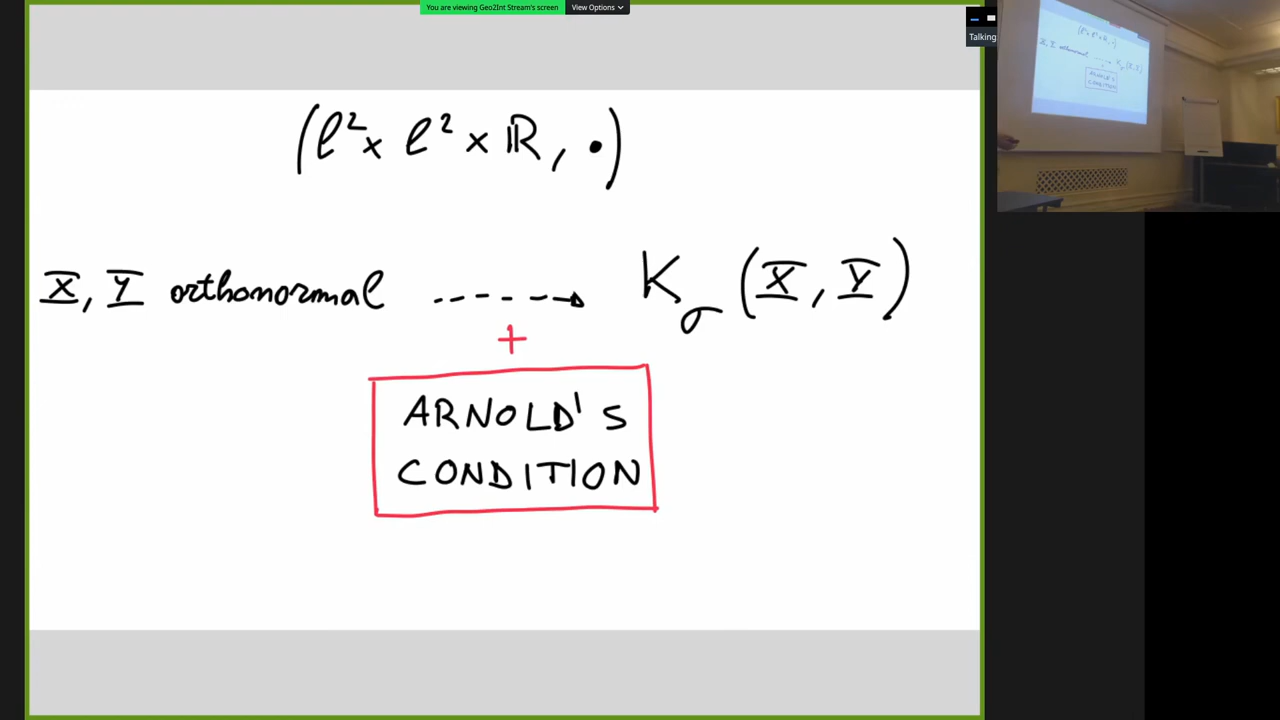 You are viewing Geo2Int Stream's screen View Options
Talking:
(ℓ² × ℓ² × ℝ, •)
X, Y orthonormal ----→ K_σ (X, Y)
+
ARNOLD'S
CONDITION